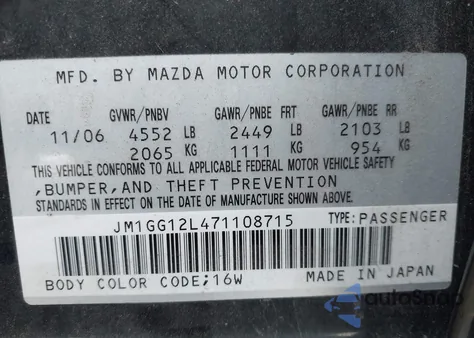 MFD. BY MAZDA MOTOR CORPORATION
DATE GVWR/PNBV GAWR/PNBE FRT GAWR/PNBE RR
11/06 4552 LB 2449 LB 2103 LB
2065 KG 1111 KG 954 KG
THIS VEHICLE CONFORMS TO ALL APPLICABLE FEDERAL MOTOR VEHICLE SAFETY
,BUMPER,AND THEFT PREVENTION
STANDARDS IN EFFECT ON THE DATE OF MANUFACTURE SHOWN ABOVE.
JM1GG12L471108715 TYPE:PASSENGER
BODY COLOR CODE;16W MADE IN JAPAN
autoSnap